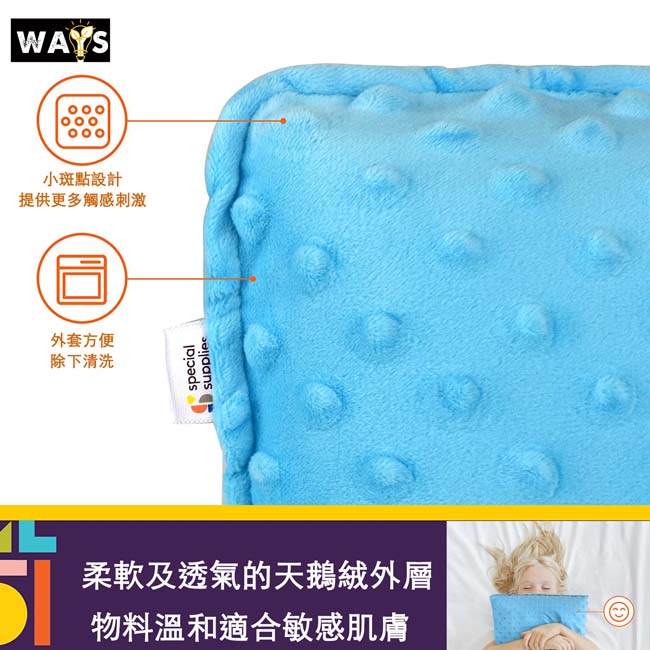 WAYS
小斑點設計
提供更多觸感刺激
外套方便
除下清洗
special
supplies
柔軟及透氣的天鵝絨外層
物料溫和適合敏感肌膚